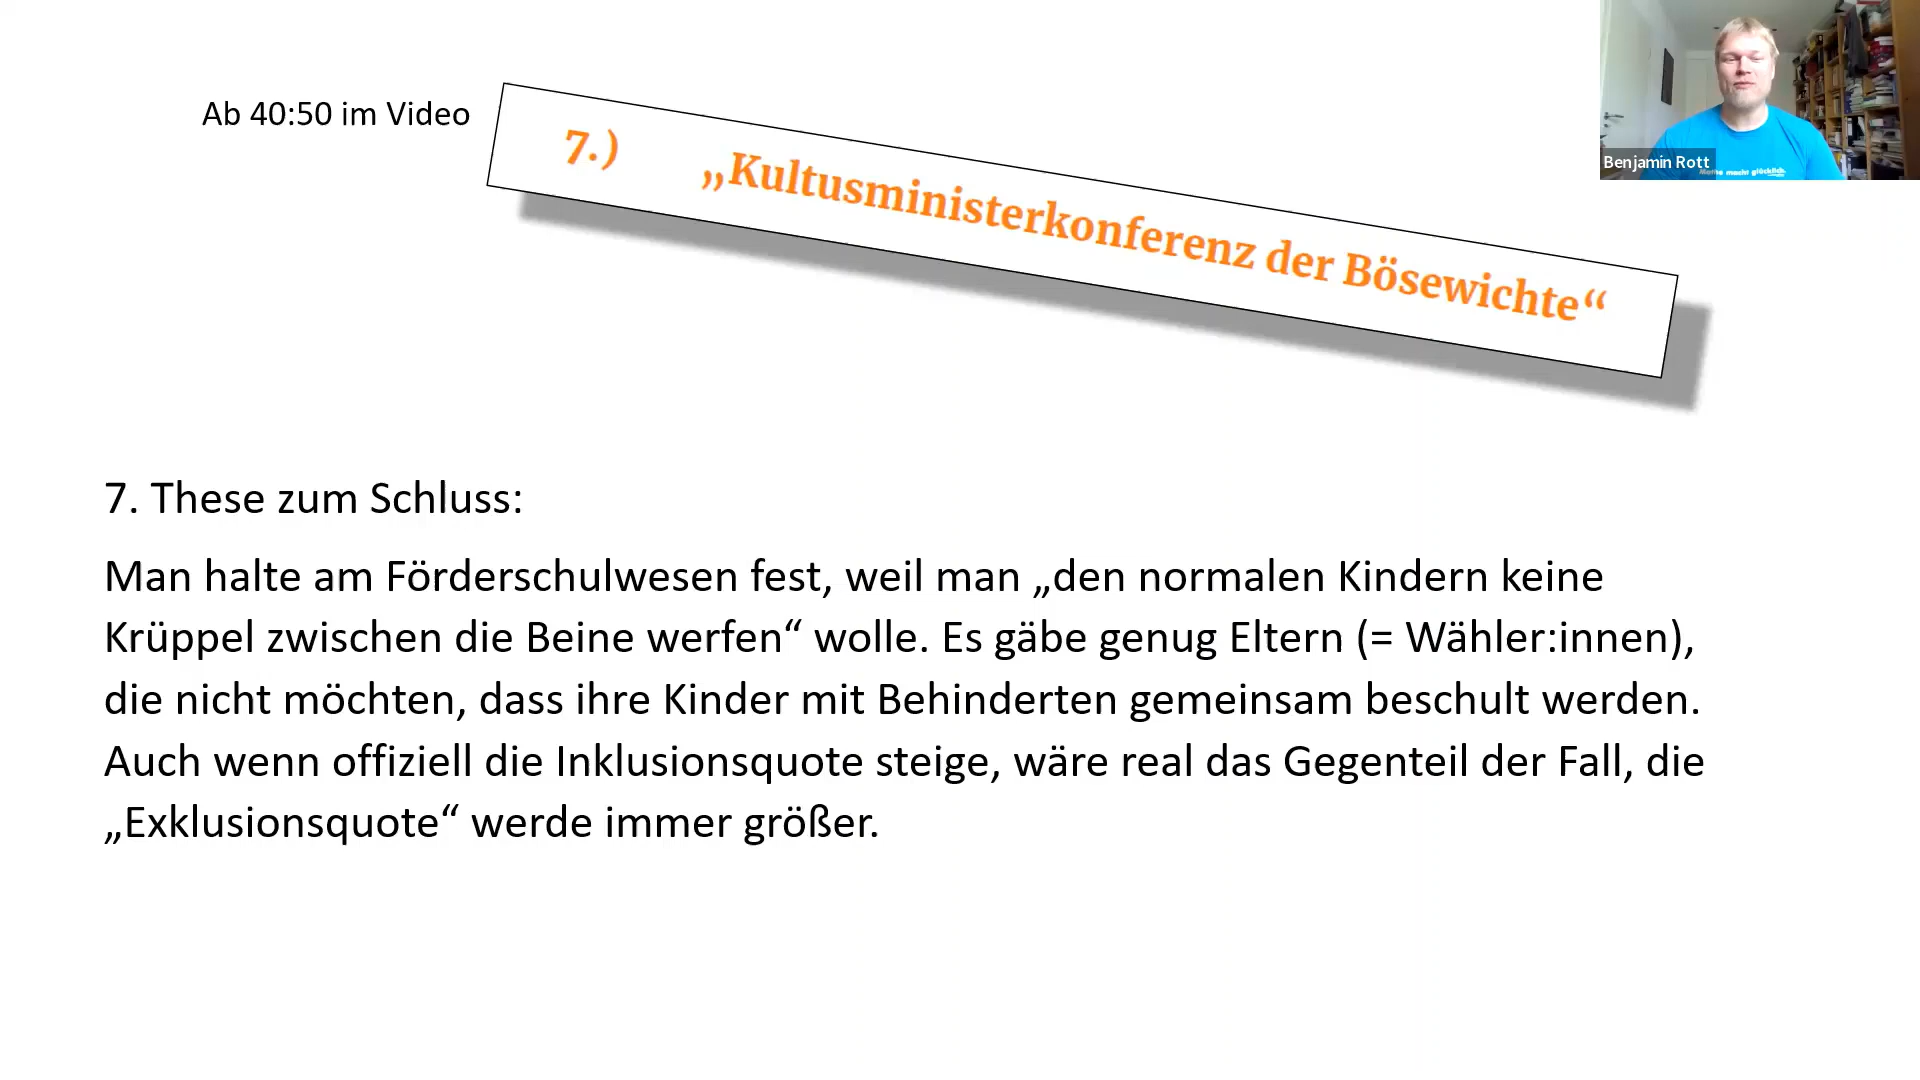 Ab 40:50 im Video
7.) „Kultusministerkonferenz der Bösewichte“
Benjamin Rott
Mathe macht glücklich.
7. These zum Schluss:
Man halte am Förderschulwesen fest, weil man „den normalen Kindern keine
Krüppel zwischen die Beine werfen“ wolle. Es gäbe genug Eltern (= Wähler:innen),
die nicht möchten, dass ihre Kinder mit Behinderten gemeinsam beschult werden.
Auch wenn offiziell die Inklusionsquote steige, wäre real das Gegenteil der Fall, die
„Exklusionsquote“ werde immer größer.